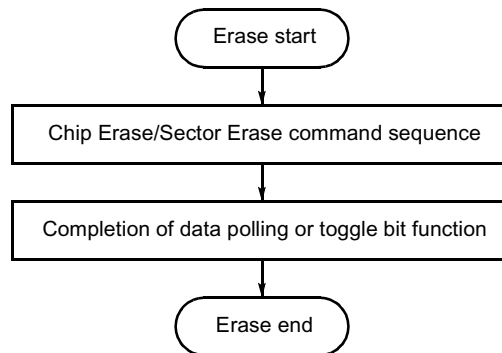 Erase start
Chip Erase/Sector Erase command sequence
Completion of data polling or toggle bit function
Erase end